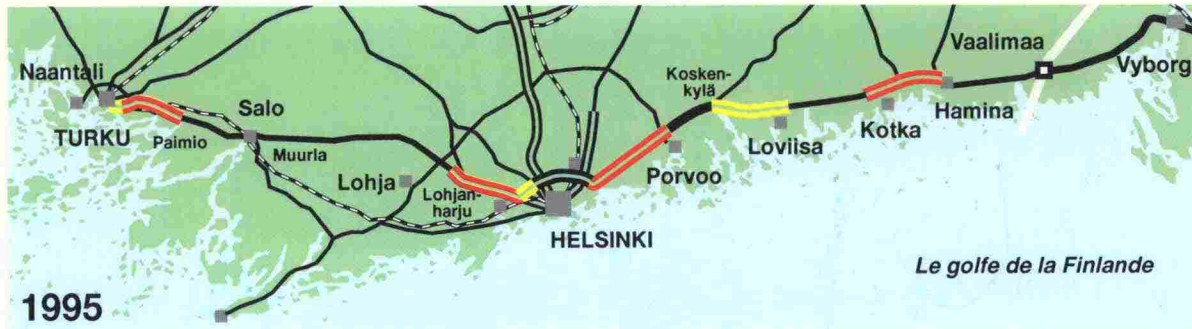 Naantali
TURKU
Paimio
Salo
Muurla
Lohja
Lohjan-
harju
HELSINKI
Porvoo
Kosken-
kylä
Loviisa
Kotka
Hamina
Vaalimaa
Vyborg
Le golfe de la Finlande
1995